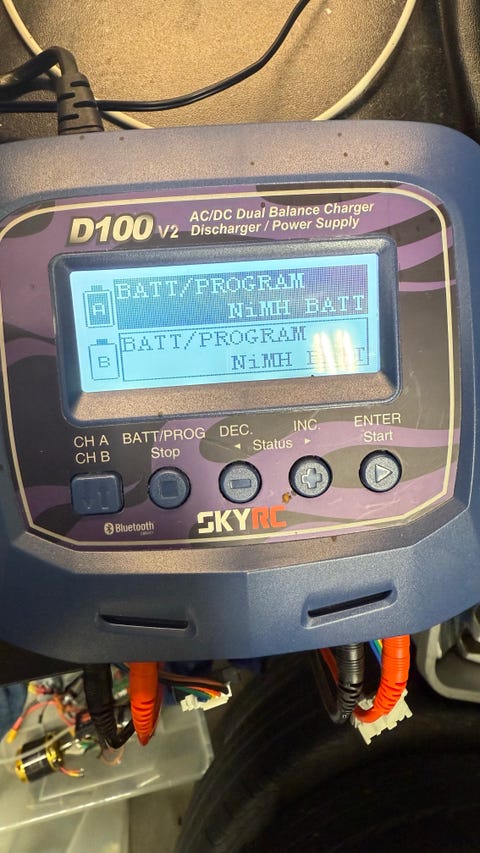 D100 V2
AC/DC Dual Balance Charger
Discharger / Power Supply
A
BATT/PROGRAM
NiMH BATT
B
BATT/PROGRAM
NiMH BATT
CH A
CH B
BATT/PROG
Stop
DEC.
INC.
◄ Status ►
ENTER
Start
Bluetooth
SKYRC